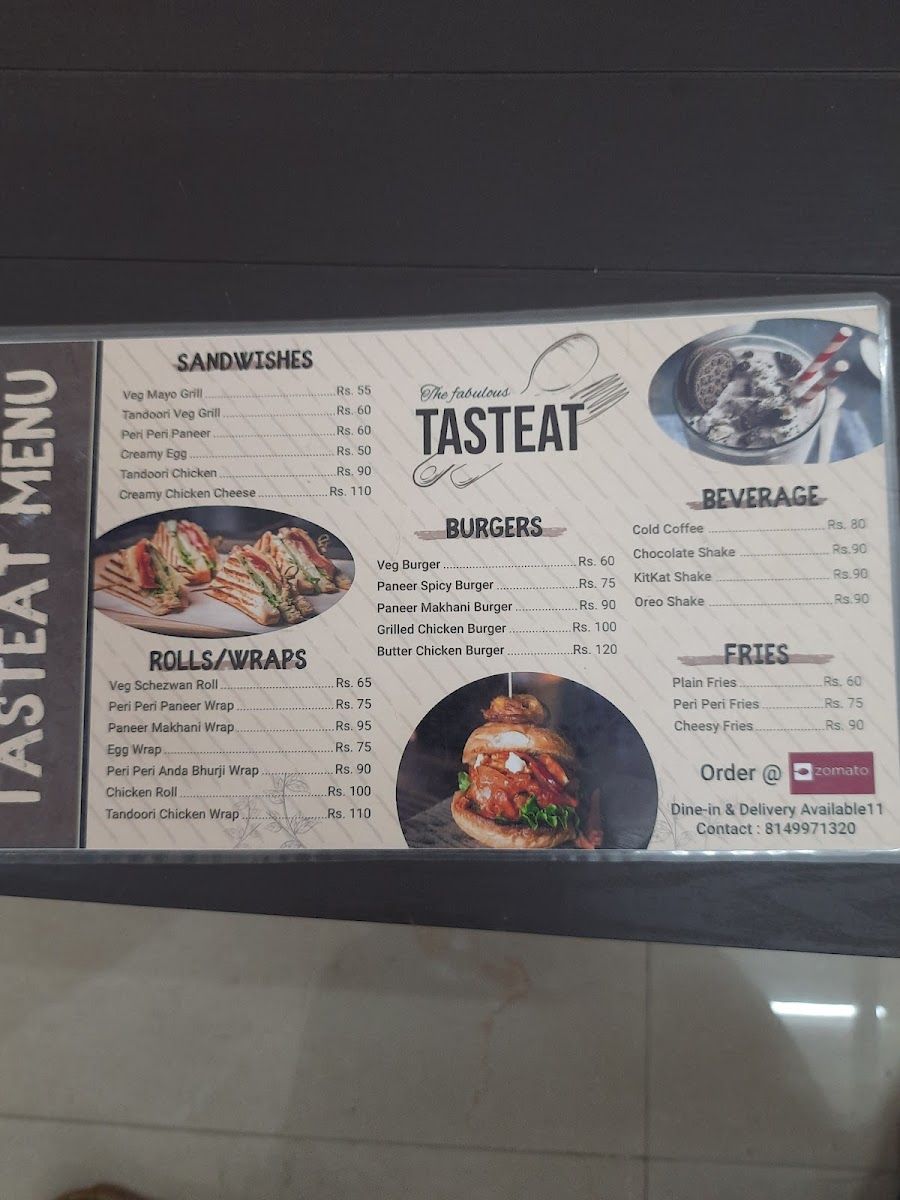 TASTEAT MENU
SANDWISHES
Veg Mayo Grill Rs. 55
Tandoori Veg Grill Rs. 60
Peri Peri Paneer Rs. 60
Creamy Egg Rs. 50
Tandoori Chicken Rs. 90
Creamy Chicken Cheese Rs. 110
ROLLS/WRAPS
Veg Schezwan Roll Rs. 65
Peri Peri Paneer Wrap Rs. 75
Paneer Makhani Wrap Rs. 95
Egg Wrap Rs. 75
Peri Peri Anda Bhurji Wrap Rs. 90
Chicken Roll Rs. 100
Tandoori Chicken Wrap Rs. 110
The fabulous
TASTEAT
BURGERS
Veg Burger Rs. 60
Paneer Spicy Burger Rs. 75
Paneer Makhani Burger Rs. 90
Grilled Chicken Burger Rs. 100
Butter Chicken Burger Rs. 120
BEVERAGE
Cold Coffee Rs. 80
Chocolate Shake Rs.90
KitKat Shake Rs.90
Oreo Shake Rs.90
FRIES
Plain Fries Rs. 60
Peri Peri Fries Rs. 75
Cheesy Fries Rs. 90
Order @ zomato
Dine-in & Delivery Available11
Contact : 8149971320